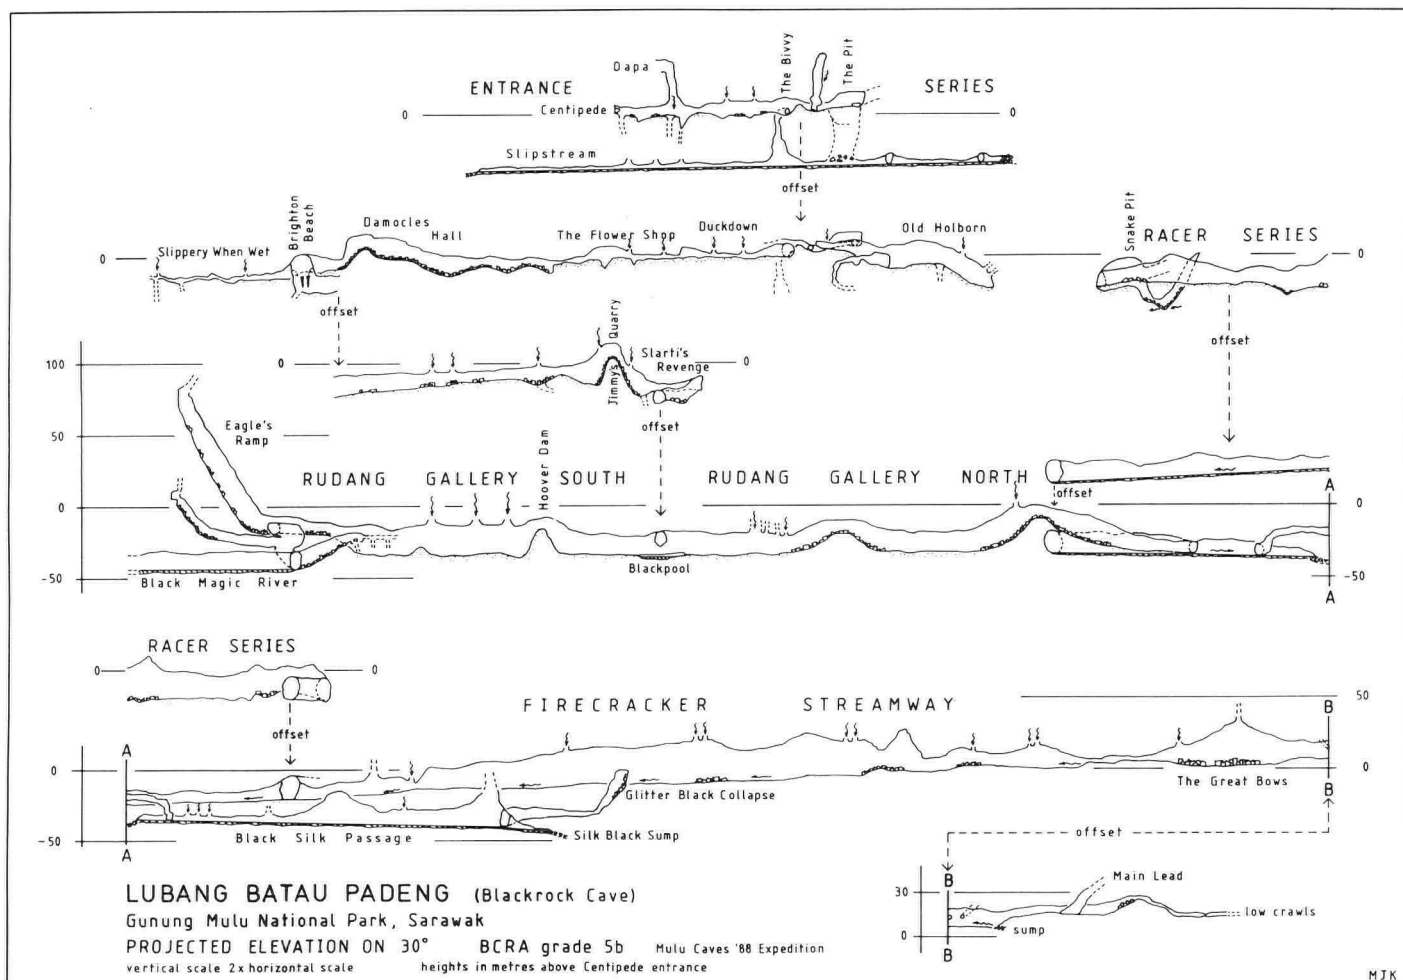 Dapa
The Bivvy
The Pit
ENTRANCE SERIES
Centipede
0 0
Slipstream
offset
Brighton Beach
Damocles Hall
Slippery When Wet
The Flower Shop
Duckdown
Old Holborn
Snake Pit
RACER SERIES
0 0
offset
offset
Jimmy's Quarry
Slarti's Revenge
100
0 0
offset
Eagle's Ramp
50
Hoover Dam
RUDANG GALLERY SOUTH
RUDANG GALLERY NORTH
A
offset
0 0
Blackpool
Black Magic River
-50 -50
A
RACER SERIES
0 0
offset
FIRECRACKER STREAMWAY
50
B
A
0 0
The Great Bows
B
Glitter Black Collapse
Black Silk Passage
Silk Black Sump
-50
A
offset
B
Main Lead
30
low crawls
sump
0
B
LUBANG BATAU PADENG (Blackrock Cave)
Gunung Mulu National Park, Sarawak
PROJECTED ELEVATION ON 30° BCRA grade 5b Mulu Caves '88 Expedition
vertical scale 2x horizontal scale heights in metres above Centipede entrance
MJK